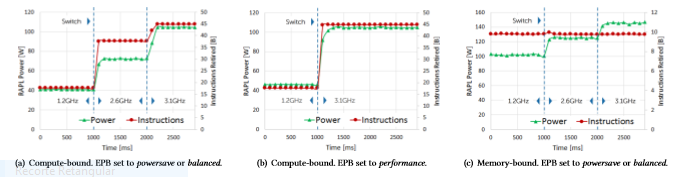 120 50
Switch
100 45
40
80 35
RAPL Power [W]
60 30
25
40 20
15
20 10
5
0 0
Instructions Retired [B]
1.2GHz 2.6GHz 3.1GHz
Power Instructions
0 500 1000 1500 2000 2500
Time [ms]
(a) Compute-bound. EPB set to powersave or balanced.
120 50
Switch
100 45
40
80 35
RAPL Power [W]
60 30
25
40 20
15
20 10
5
0 0
Instructions Retired [B]
1.2GHz 3.1GHz
Power Instructions
0 500 1000 1500 2000 2500
Time [ms]
(b) Compute-bound. EPB set to performance.
160 12
Switch
140
120 10
100 8
RAPL Power [W]
80 6
60
40 4
20 2
0 0
Instructions Retired [B]
1.2GHz 2.6GHz 3.1GHz
Power Instructions
0 500 1000 1500 2000 2500
Time [ms]
(c) Memory-bound. EPB set to powersave or balanced.
Recorte Retangular